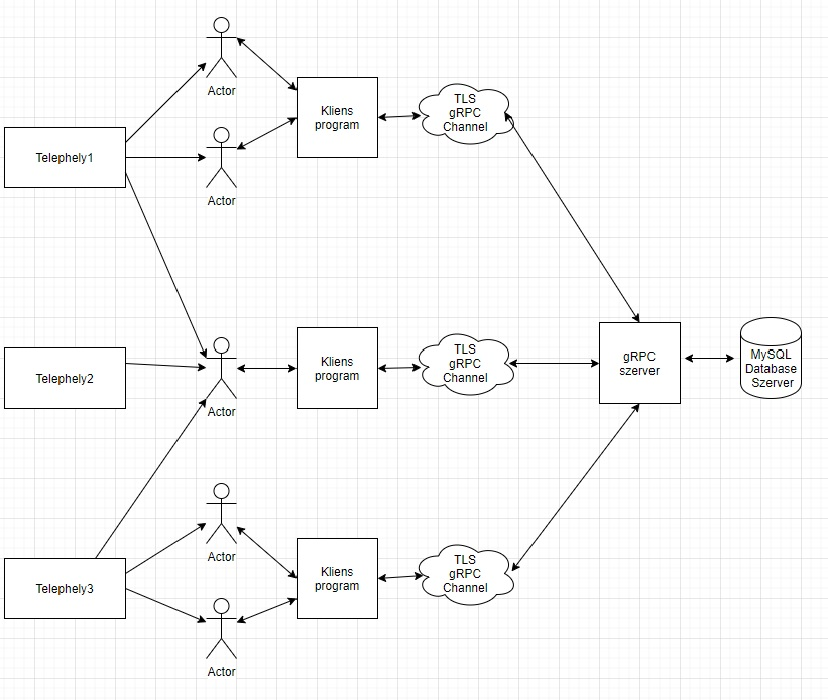 Actor
Kliens
program
TLS
gRPC
Channel
Telephely1
Actor
gRPC
szerver
MySQL
Database
Szerver
Telephely2
Kliens
program
TLS
gRPC
Channel
Actor
Actor
Telephely3
Kliens
program
TLS
gRPC
Channel
Actor